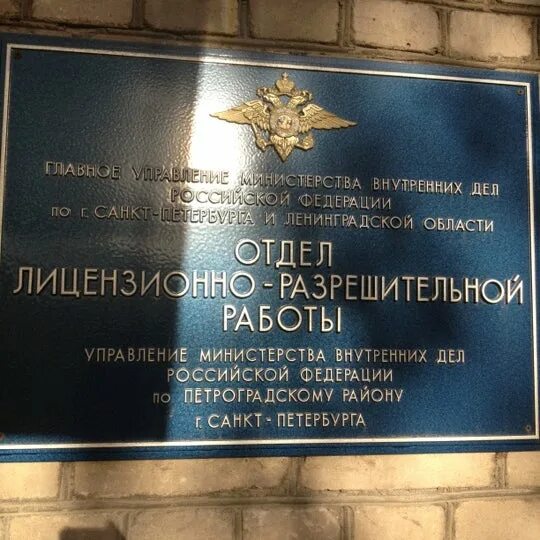 ГЛАВНОЕ УПРАВЛЕНИЕ МИНИСТЕРСТВА ВНУТРЕННИХ ДЕЛ
РОССИЙСКОЙ ФЕДЕРАЦИИ
по г. САНКТ-ПЕТЕРБУРГА И ЛЕНИНГРАДСКОЙ ОБЛАСТИ
ОТДЕЛ
ЛИЦЕНЗИОННО-РАЗРЕШИТЕЛЬНОЙ
РАБОТЫ
УПРАВЛЕНИЕ МИНИСТЕРСТВА ВНУТРЕННИХ ДЕЛ
РОССИЙСКОЙ ФЕДЕРАЦИИ
по ПЕТРОГРАДСКОМУ РАЙОНУ
г. САНКТ-ПЕТЕРБУРГА